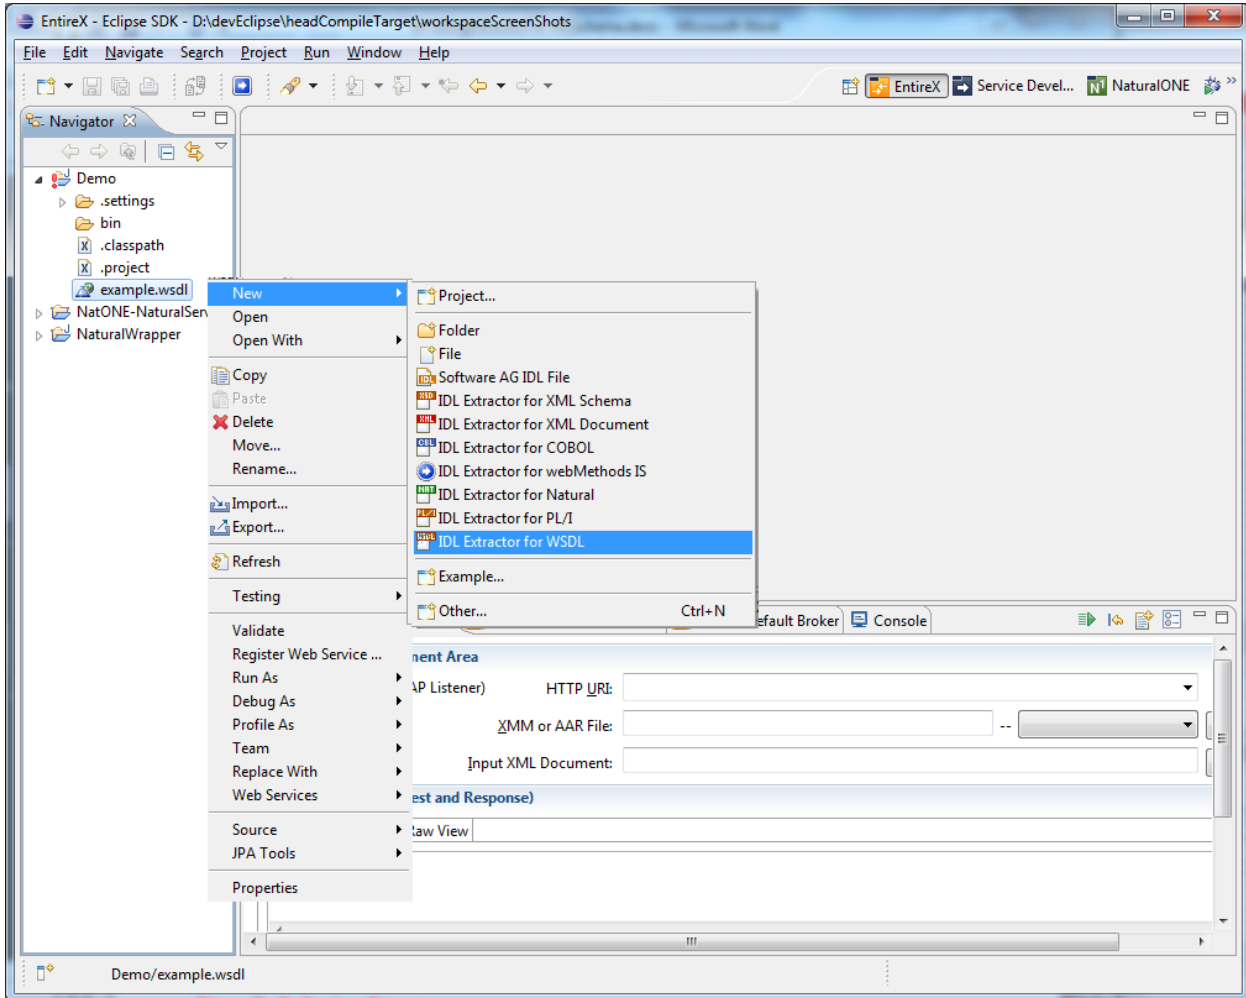 EntireX - Eclipse SDK - D:\devEclipse\headCompileTarget\workspaceScreenShots
File Edit Navigate Search Project Run Window Help
EntireX Service Devel... NaturalONE
Navigator
Demo
.settings
bin
.classpath
.project
example.wsdl
NatONE-NaturalSer
NaturalWrapper
New
Open
Open With
Copy
Paste
Delete
Move...
Rename...
Import...
Export...
Refresh
Testing
Validate
Register Web Service ...
Run As
Debug As
Profile As
Team
Replace With
Web Services
Source
JPA Tools
Properties
Project...
Folder
File
Software AG IDL File
IDL Extractor for XML Schema
IDL Extractor for XML Document
IDL Extractor for COBOL
IDL Extractor for webMethods IS
IDL Extractor for Natural
IDL Extractor for PL/I
IDL Extractor for WSDL
Example...
Other... Ctrl+N
efault Broker Console
ment Area
AP Listener) HTTP URI:
XMM or AAR File: --
Input XML Document:
est and Response)
Raw View
Demo/example.wsdl